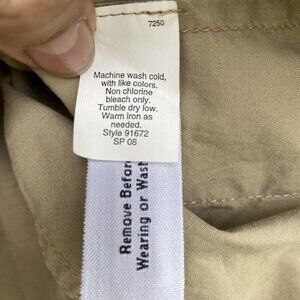 7250
Machine wash cold,
with like colors.
Non chlorine
bleach only.
Tumble dry low.
Warm iron as
needed.
Style 91672
SP 08
Remove Before
Wearing or Wash